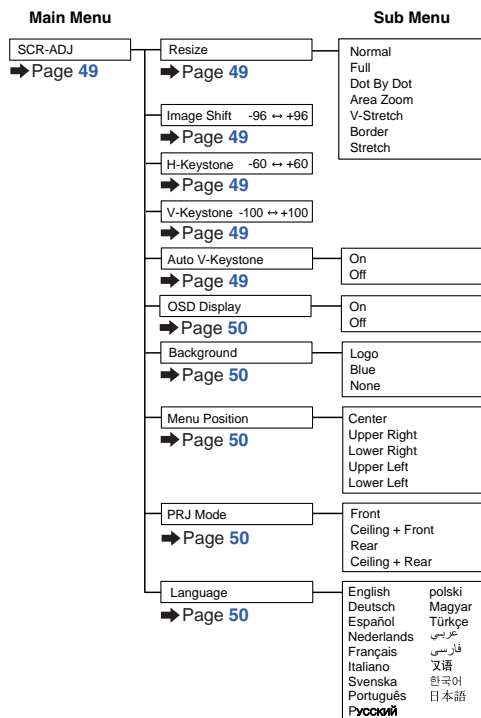 Main Menu
Sub Menu
SCR-ADJ
Page 49
Resize
Page 49
Normal
Full
Dot By Dot
Area Zoom
V-Stretch
Border
Stretch
Image Shift -96 ↔ +96
Page 49
H-Keystone -60 ↔ +60
Page 49
V-Keystone -100 ↔ +100
Page 49
Auto V-Keystone
Page 49
On
Off
OSD Display
Page 50
On
Off
Background
Page 50
Logo
Blue
None
Menu Position
Page 50
Center
Upper Right
Lower Right
Upper Left
Lower Left
PRJ Mode
Page 50
Front
Ceiling + Front
Rear
Ceiling + Rear
Language
Page 50
English
Deutsch
Español
Nederlands
Français
Italiano
Svenska
Português
Русский
polski
Magyar
Türkçe
عربي
فارسی
汉语
한국어
日本語